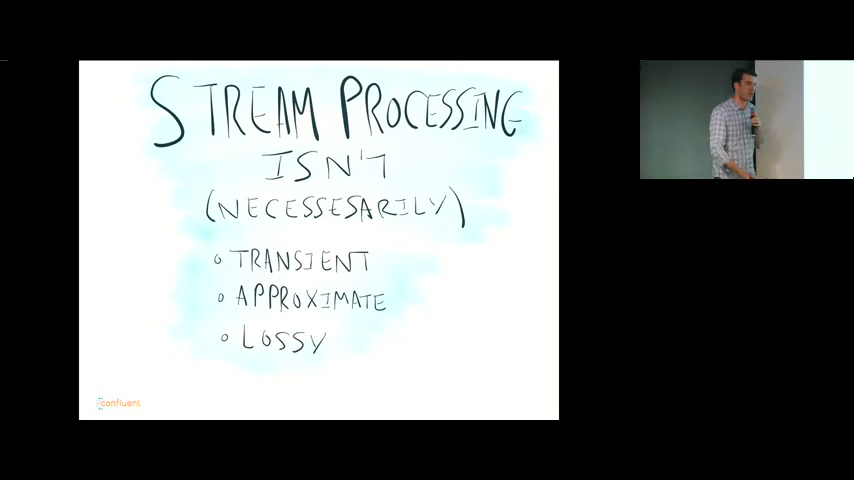 STREAM PROCESSING
ISN'T
(NECESSESARILY)
TRANSIENT
APPROXIMATE
LOSSY
confluent